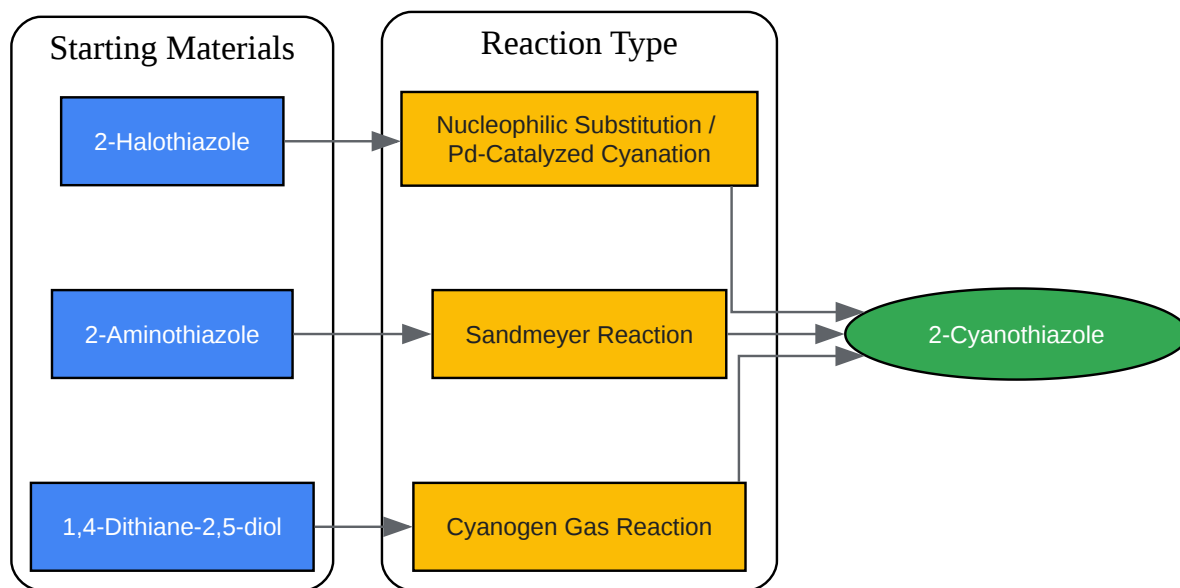 Starting Materials
Reaction Type
2-Halothiazole
Nucleophilic Substitution /
Pd-Catalyzed Cyanation
2-Aminothiazole
Sandmeyer Reaction
2-Cyanothiazole
1,4-Dithiane-2,5-diol
Cyanogen Gas Reaction